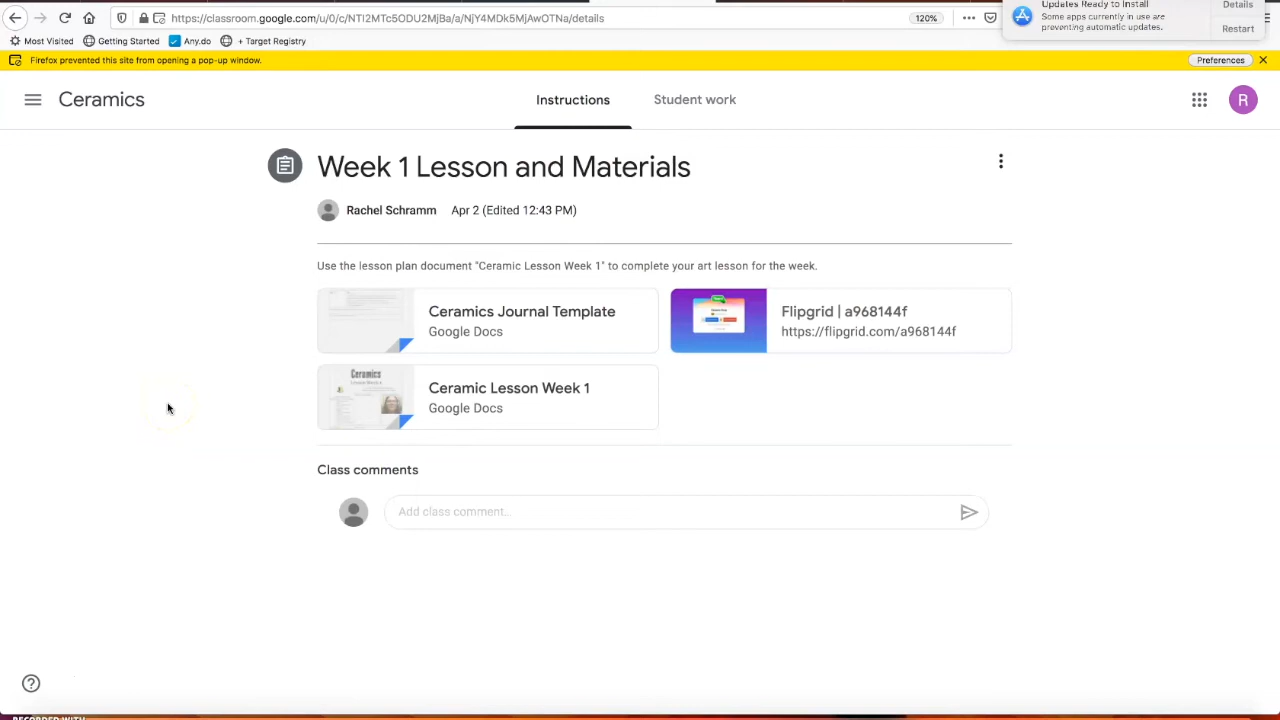 https://classroom.google.com/u/0/c/NTI2MTc5ODU2MjBa/a/NjY4MDk5MjAwOTNa/details
120%
Updates Ready to Install
Some apps currently in use are
preventing automatic updates.
Details
Restart
Most Visited
Getting Started
Any.do
+ Target Registry
Firefox prevented this site from opening a pop-up window.
Preferences
Ceramics
Instructions
Student work
R
Week 1 Lesson and Materials
Rachel Schramm
Apr 2 (Edited 12:43 PM)
Use the lesson plan document "Ceramic Lesson Week 1" to complete your art lesson for the week.
Ceramics Journal Template
Google Docs
Flipgrid | a968144f
https://flipgrid.com/a968144f
Ceramics
Ceramic Lesson Week 1
Google Docs
Class comments
Add class comment..
RECORDED WITH